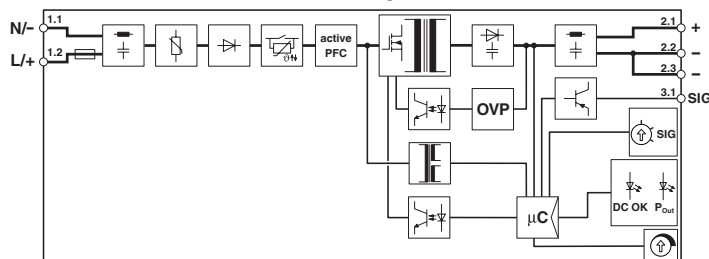 N/– 1.1
L/+ 1.2
active
PFC
2.1 +
2.2 –
2.3 –
3.1 SIG
OVP
SIG
DC OK P Out
µC
ϑ